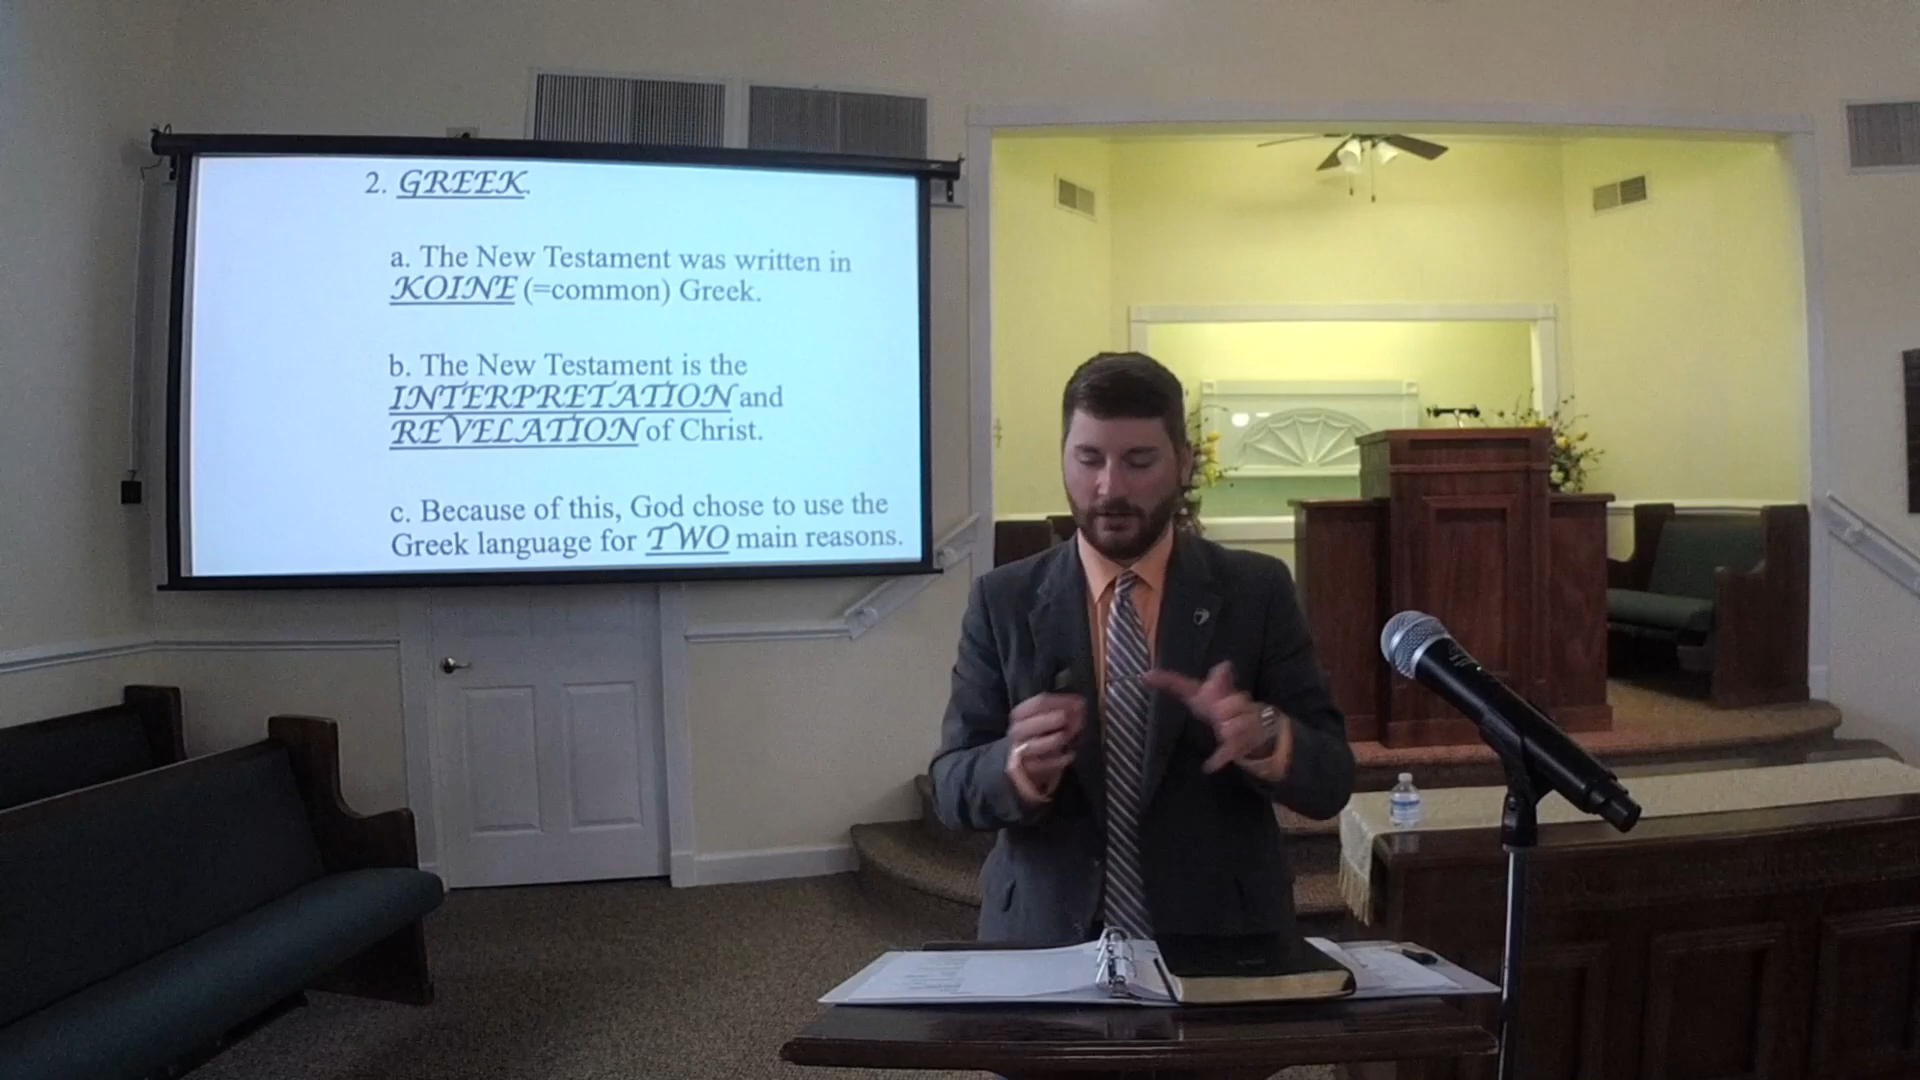 2. GREEK.
a. The New Testament was written in
KOINE (=common) Greek.
b. The New Testament is the
INTERPRETATION and
REVELATION of Christ.
c. Because of this, God chose to use the
Greek language for TWO main reasons.